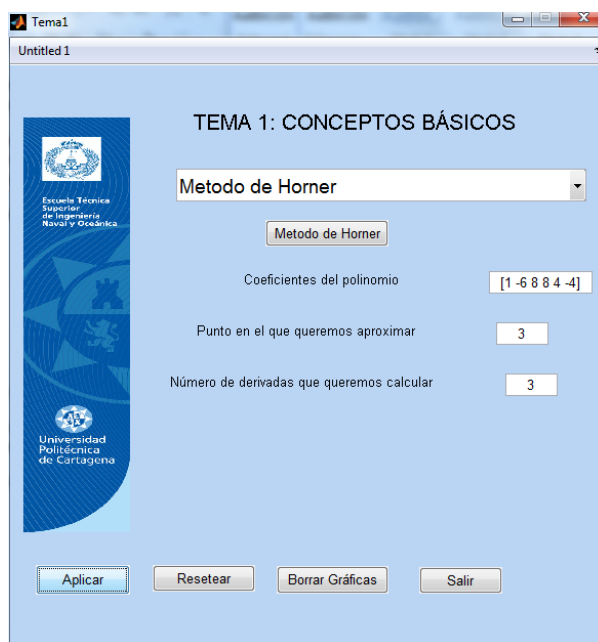 Tema1
Untitled 1
TEMA 1: CONCEPTOS BÁSICOS
Metodo de Horner
Metodo de Horner
Coeficientes del polinomio
[1 -6 8 8 4 -4]
Punto en el que queremos aproximar
3
Número de derivadas que queremos calcular
3
Escuela Técnica
Superior
de Ingeniería
Naval y Oceánica
Universidad
Politécnica
de Cartagena
Aplicar
Resetear
Borrar Gráficas
Salir